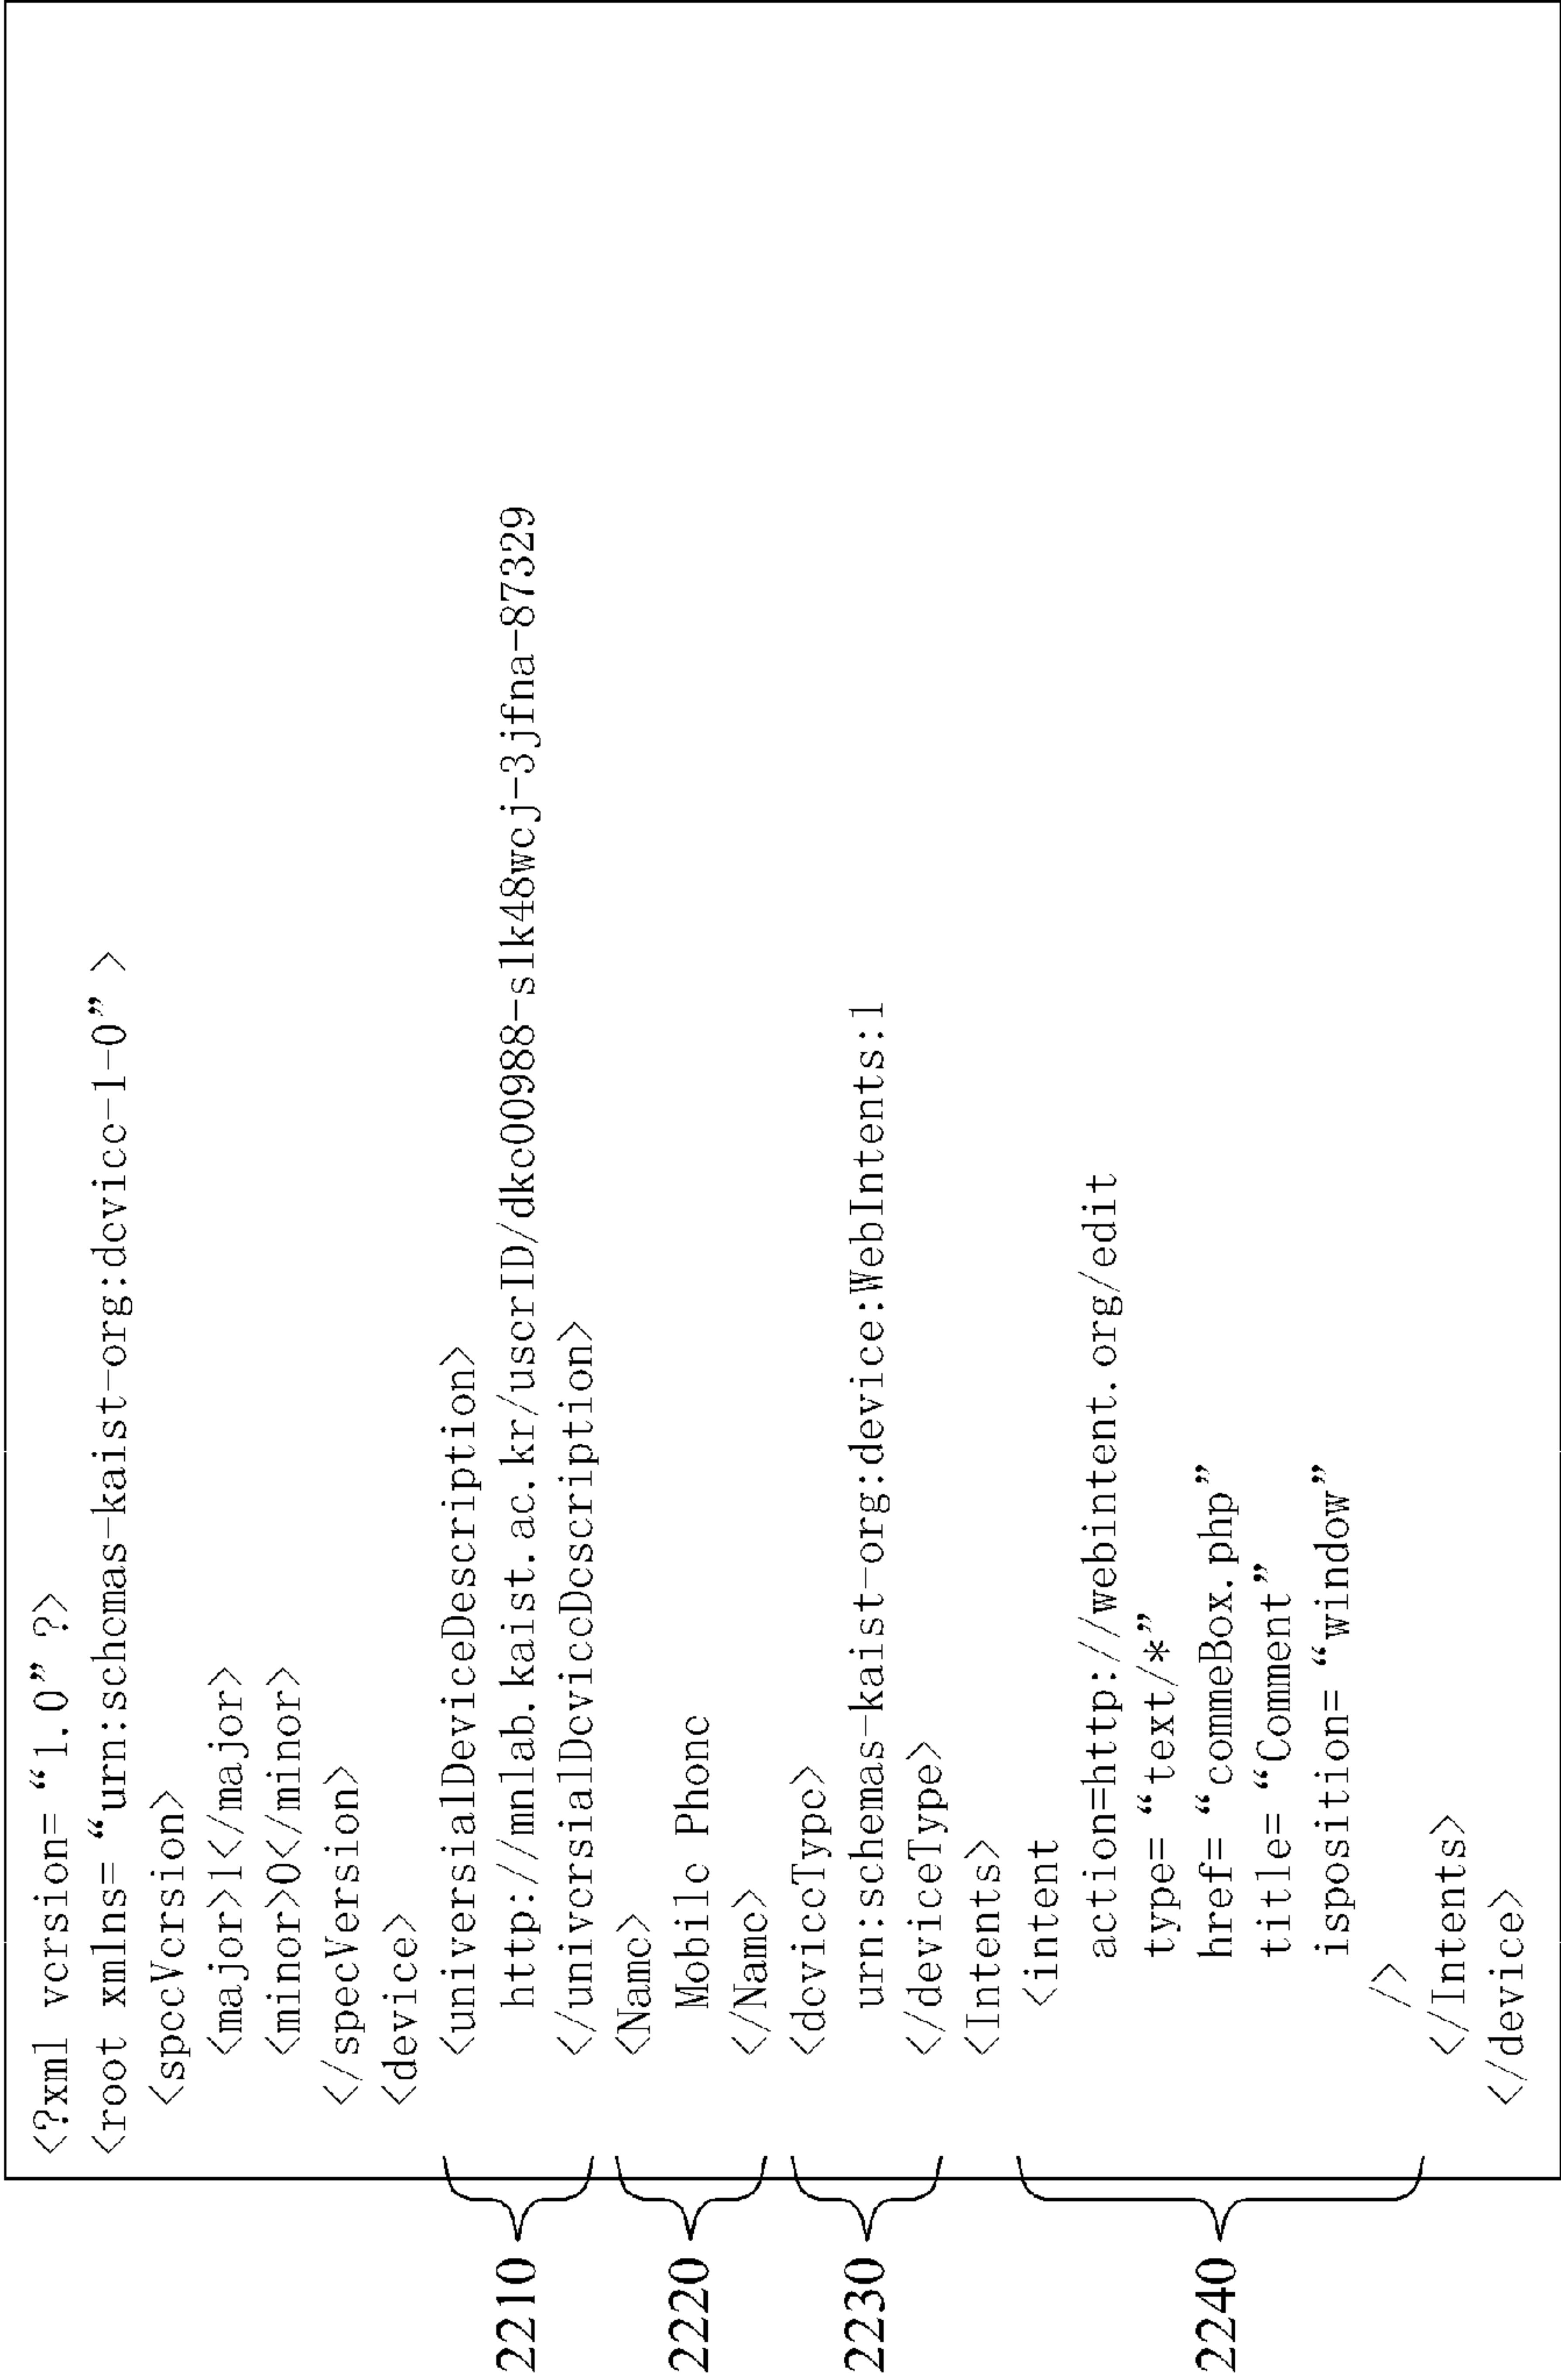 <?xml vcrsion= “1.0” ?>
<root xmlns= “urn:schcmas-kaist-org:dcvicc-1-0” >
<spccVcrsion>
<major>1</major>
<minor>0</minor>
</specVersion>
<device>
2210 <universialDeviceDescription>
http://mnlab.kaist.ac.kr/uscrID/dkc00988-slk48wcj-3jfna-87329
</univcrsialDcviccDcscription>
2220 <Namc>
Mobilc Phonc
</Namc>
2230 <dcviccTypc>
urn:schemas-kaist-org:device:WebIntents:1
</deviceType>
<Intents>
2240 <intent
action=http://webintent.org/edit
type= “text/*”
href= “commeBox.php”
title= “Comment”
isposition= “window”
/>
</Intents>
</device>